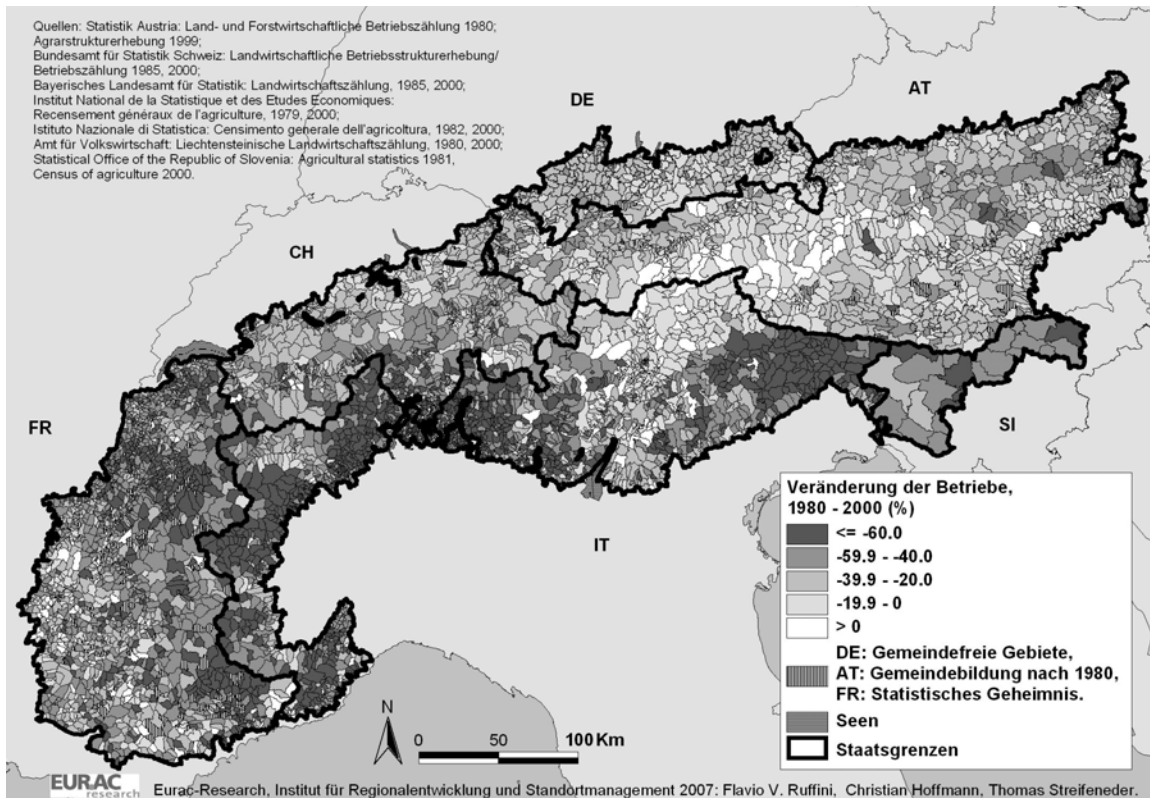 Quellen: Statistik Austria: Land- und Forstwirtschaftliche Betriebszählung 1980;
Agrarstrukturerhebung 1999;
Bundesamt für Statistik Schweiz: Landwirtschaftliche Betriebsstrukturerhebung/
Betriebszählung 1985, 2000;
Bayerisches Landesamt für Statistik: Landwirtschaftszählung, 1985, 2000;
Institut National de la Statistique et des Etudes Economiques:
Recensement généraux de l'agriculture, 1979, 2000;
Istituto Nazionale di Statistica: Censimento generale dell'agricoltura, 1982, 2000;
Amt für Volkswirtschaft: Liechtensteinische Landwirtschaftszählung, 1980, 2000;
Statistical Office of the Republic of Slovenia: Agricultural statistics 1981,
Census of agriculture 2000.
DE
AT
CH
FR
SI
IT
Veränderung der Betriebe,
1980 - 2000 (%)
<= -60.0
-59.9 - -40.0
-39.9 - -20.0
-19.9 - 0
> 0
DE: Gemeindefreie Gebiete,
AT: Gemeindebildung nach 1980,
FR: Statistisches Geheimnis.
Seen
Staatsgrenzen
N
0 50 100 Km
EURAC
research
Eurac-Research, Institut für Regionalentwicklung und Standortmanagement 2007: Flavio V. Ruffini, Christian Hoffmann, Thomas Streifeneder.